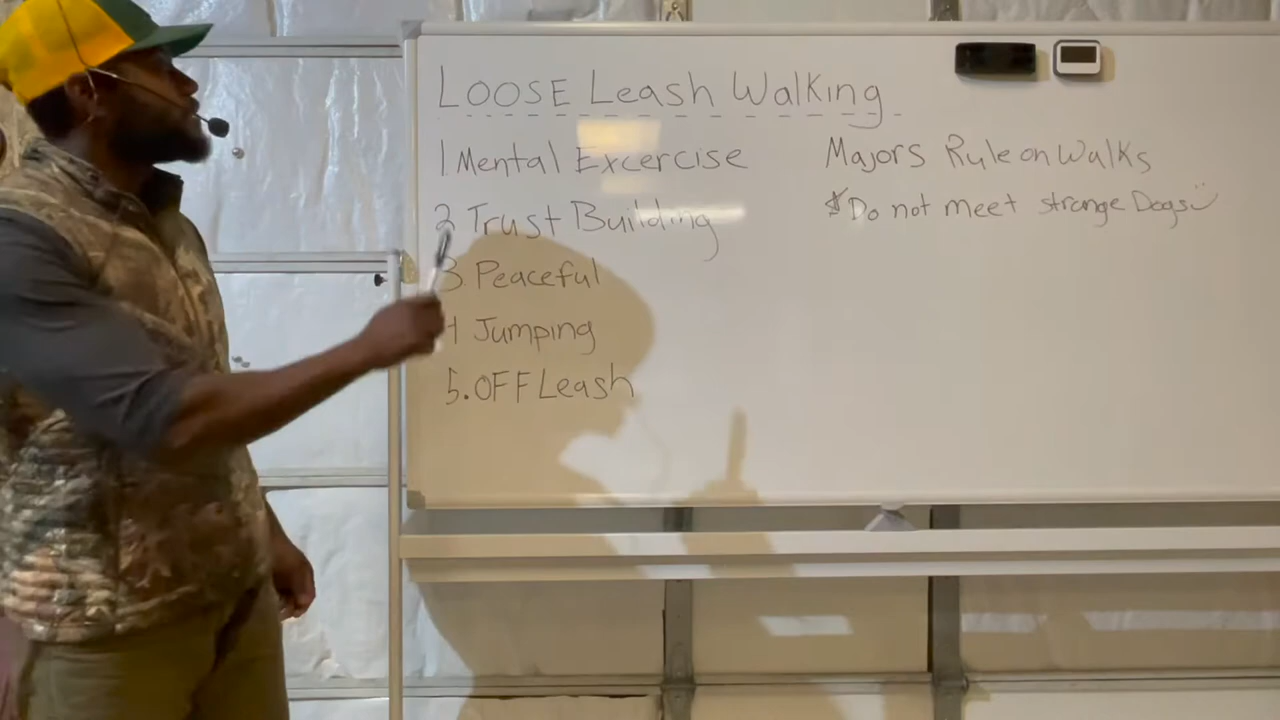 LOOSE Leash Walking
1 Mental Excercise
2 Trust Building
3. Peaceful
4 Jumping
5. OFF Leash
Majors Rule on Walks
* Do not meet strange Dogs